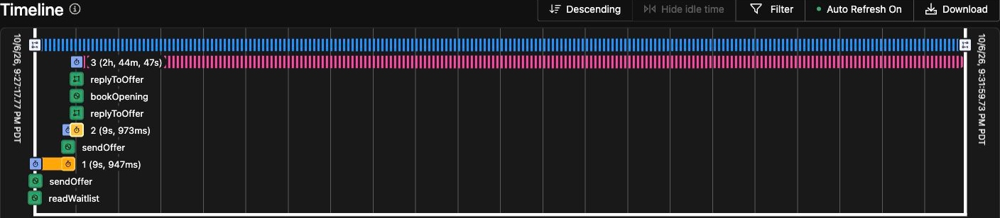 Timeline
Descending
Hide idle time
Filter
Auto Refresh On
Download
10/6/26, 9:27:17.77 PM PDT
10/6/26, 9:31:59.73 PM PDT
3 (2h, 44m, 47s)
replyToOffer
bookOpening
replyToOffer
2 (9s, 973ms)
sendOffer
1 (9s, 947ms)
sendOffer
readWaitlist